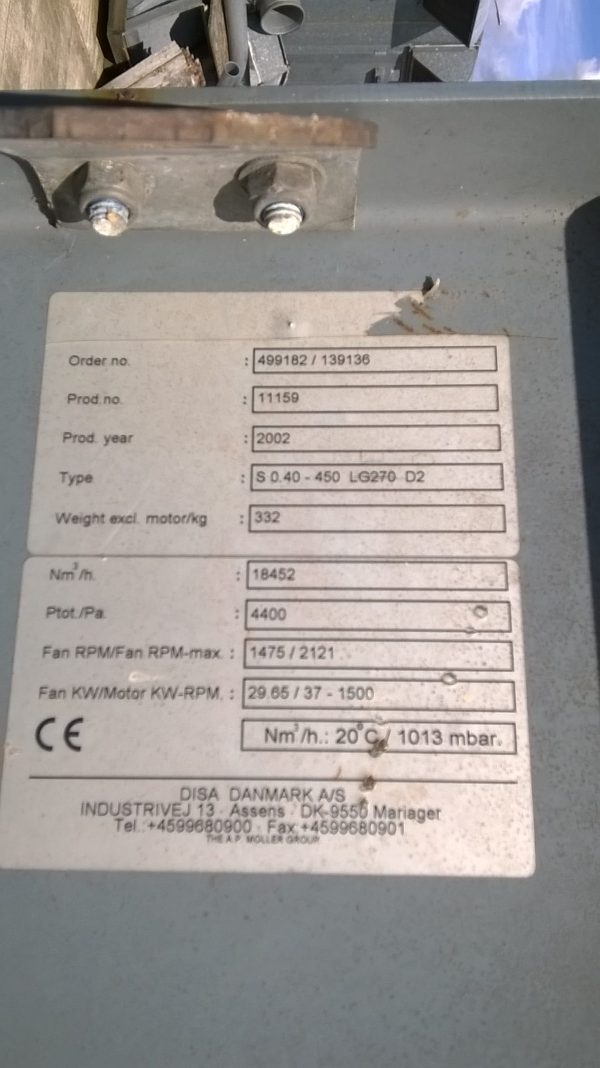 Order no. : 499182 / 139136
Prod.no. : 11159
Prod. year : 2002
Type : S 0.40 - 450 LG270 D2
Weight excl. motor/kg : 332
Nm³/h. : 18452
Ptot./Pa. : 4400
Fan RPM/Fan RPM-max. : 1475 / 2121
Fan KW/Motor KW-RPM. : 29.65 / 37 - 1500
CE Nm³/h.: 20°C / 1013 mbar.
DISA DANMARK A/S
INDUSTRIVEJ 13 · Assens · DK-9550 Mariager
Tel.:+4599680900 · Fax:+4599680901
THE A.P. MOLLER GROUP